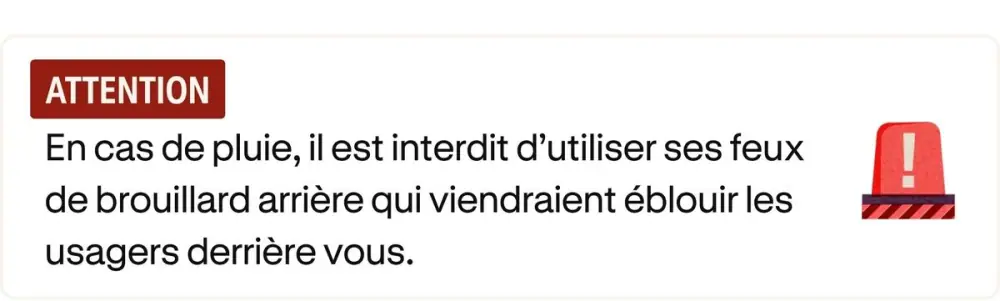 ATTENTION
En cas de pluie, il est interdit d’utiliser ses feux
de brouillard arrière qui viendraient éblouir les
usagers derrière vous.